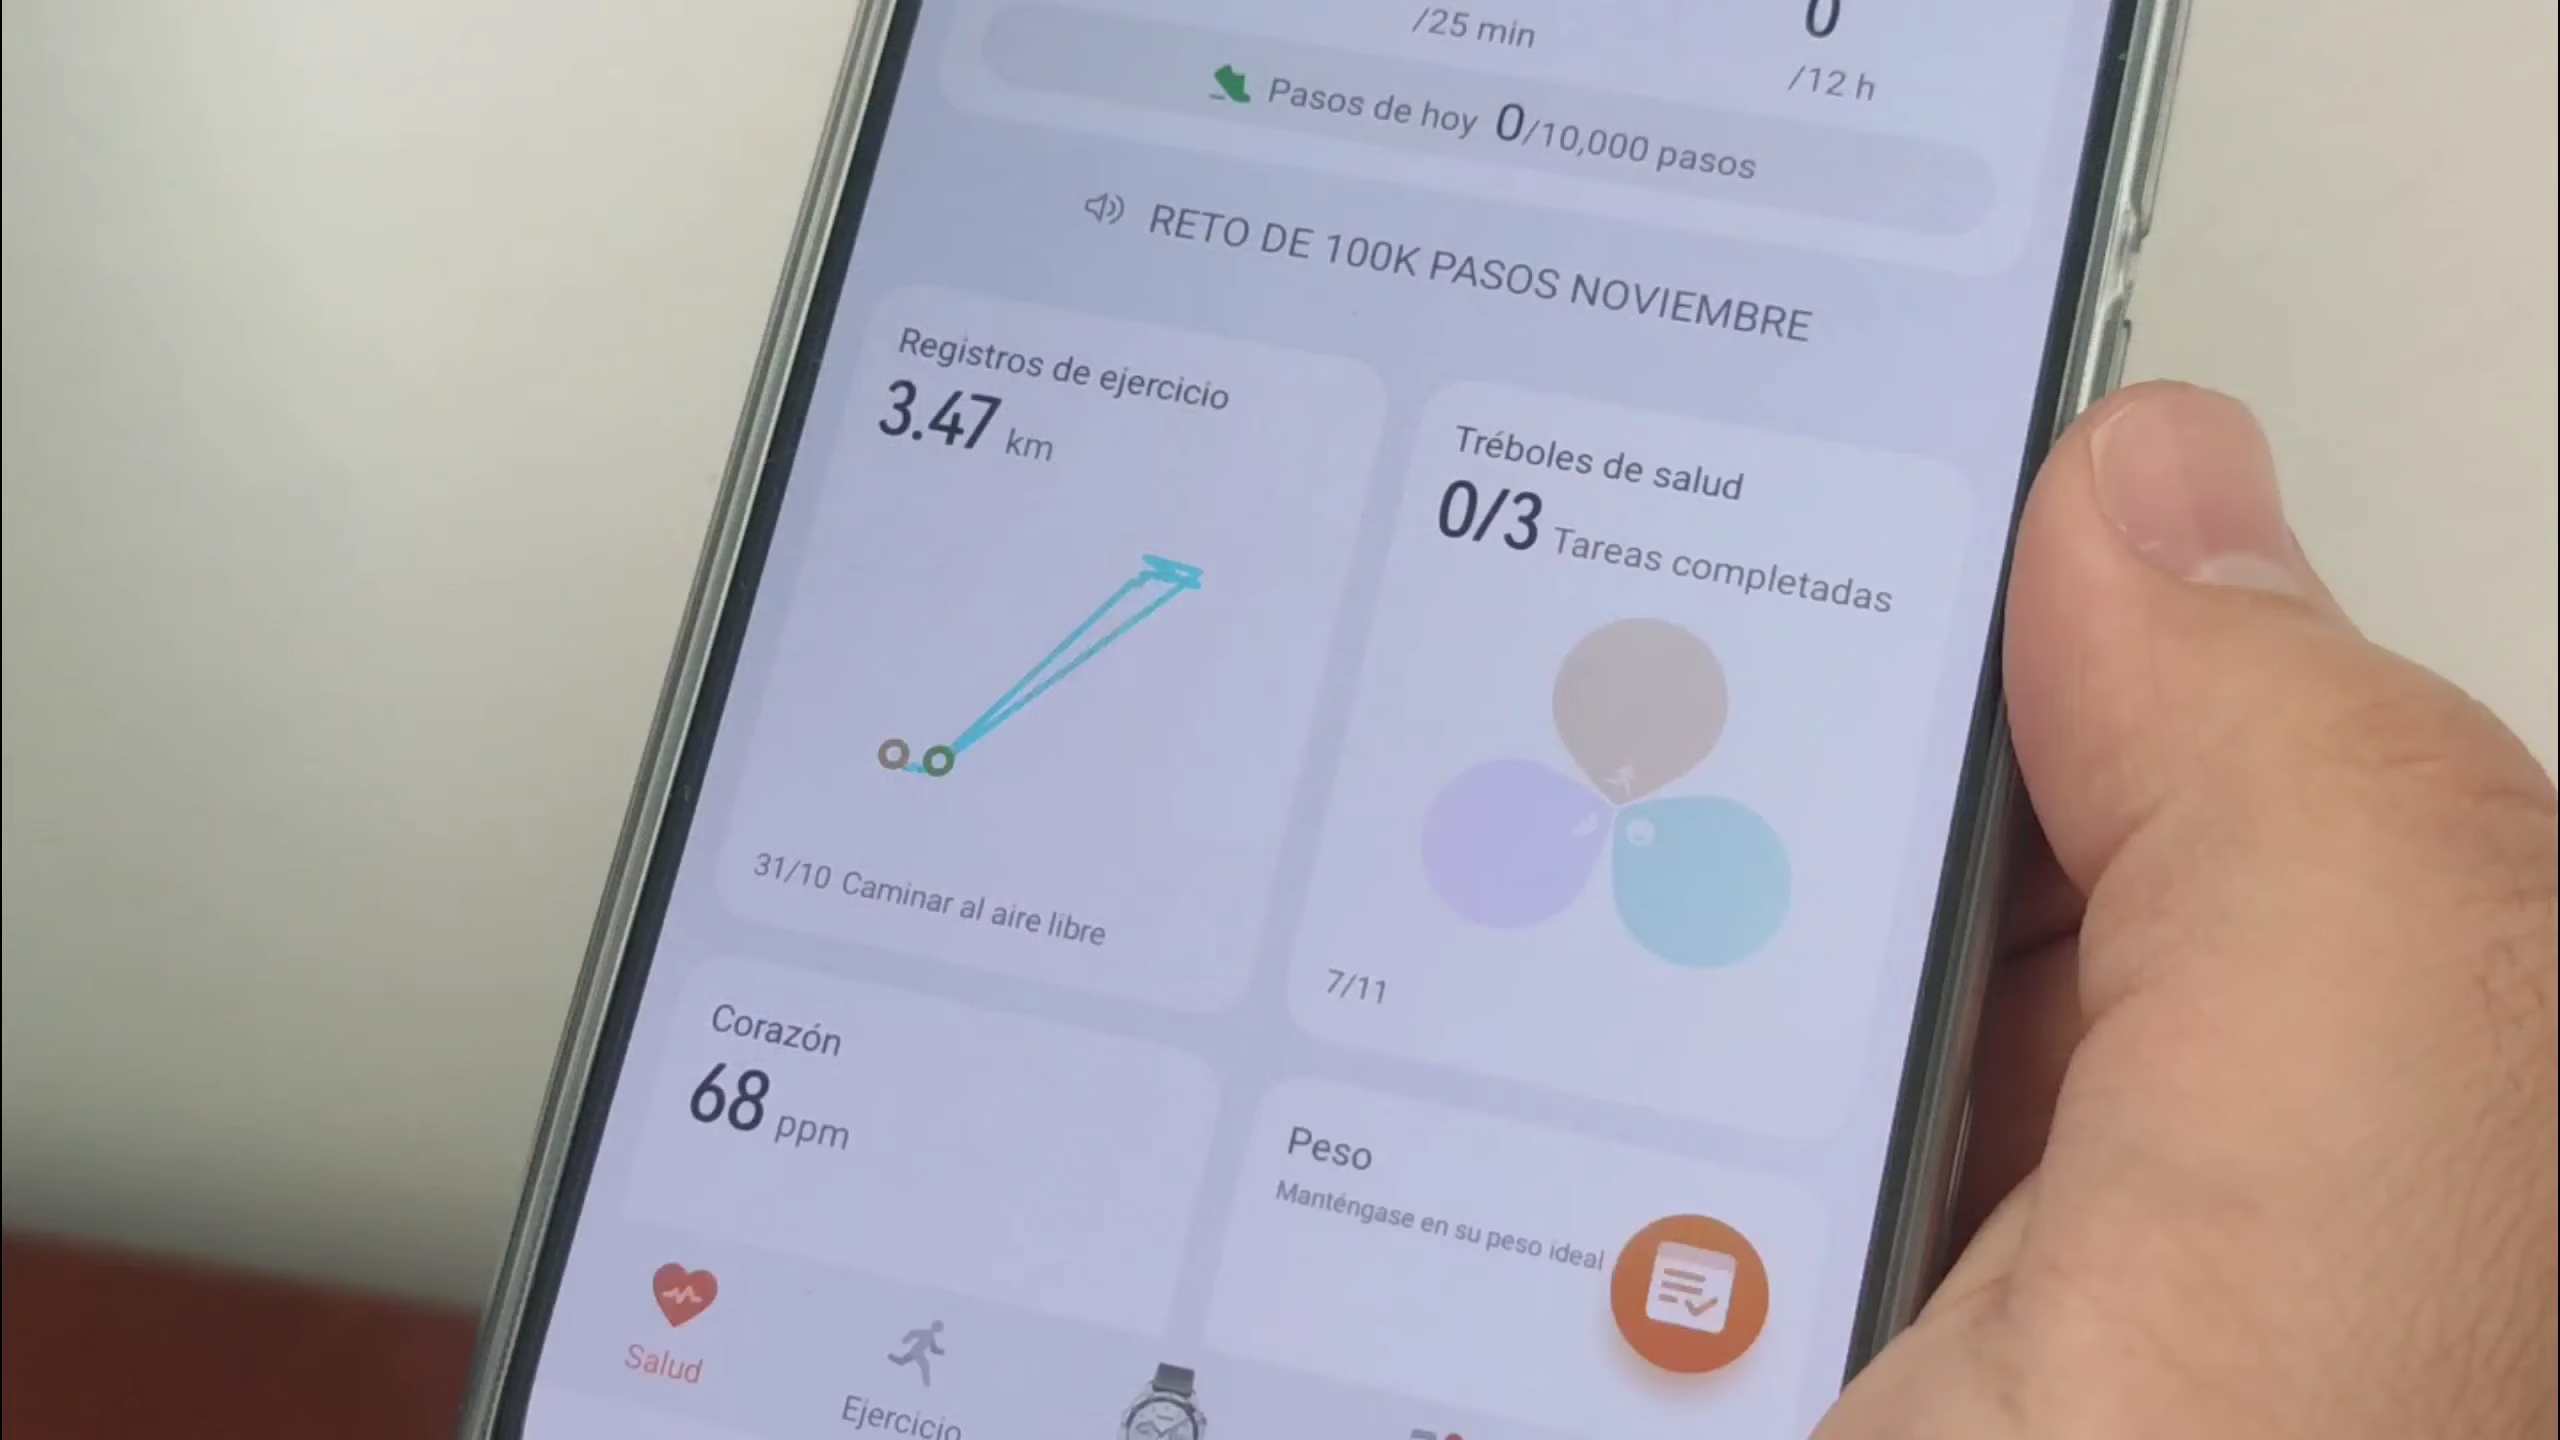 /25 min
0
/12 h
Pasos de hoy 0/10,000 pasos
RETO DE 100K PASOS NOVIEMBRE
Registros de ejercicio
3.47 km
31/10 Caminar al aire libre
Tréboles de salud
0/3 Tareas completadas
7/11
Corazón
68 ppm
Peso
Manténgase en su peso ideal
Salud
Ejercicio